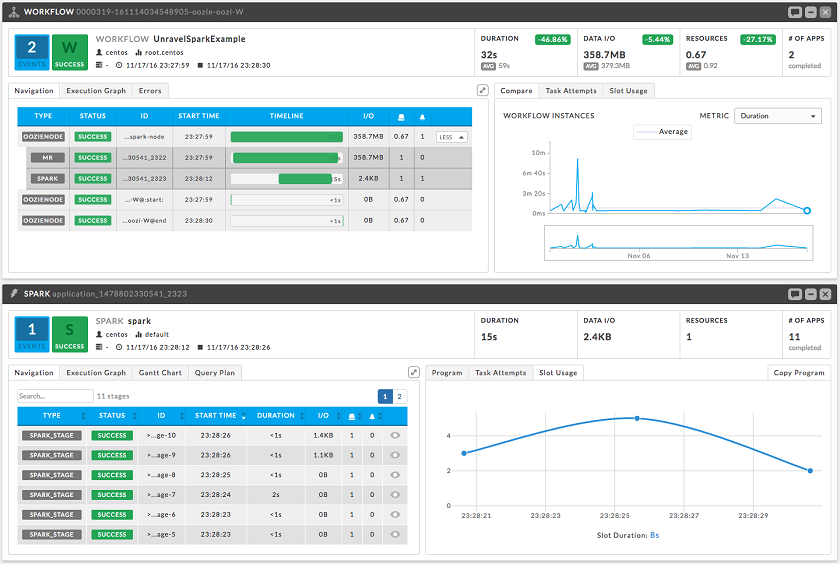 WORKFLOW 0000319-161114034548905-oozie-oozi-W
2 EVENTS
W SUCCESS
WORKFLOW UnravelSparkExample
centos root.centos
- 11/17/16 23:27:59 11/17/16 23:28:30
DURATION -46.86%
32s
AVG 59s
DATA I/O -5.44%
358.7MB
AVG 379.3MB
RESOURCES -27.17%
0.67
AVG 0.92
# OF APPS
2
completed
Navigation Execution Graph Errors
TYPE STATUS ID START TIME TIMELINE I/O
OOZIENODE SUCCESS ...spark-node 23:27:59 358.7MB 0.67 1 LESS
MR SUCCESS ...30541_2322 23:27:59 358.7MB 1 0
SPARK SUCCESS ...30541_2323 23:28:12 15s 2.4KB 1 1
OOZIENODE SUCCESS ...-W@:start: 23:27:59 <1s 0B 0.67 0
OOZIENODE SUCCESS ...oozi-W@end 23:28:30 <1s 0B 0.67 0
Compare Task Attempts Slot Usage
WORKFLOW INSTANCES METRIC Duration
Average
10m
6m 40s
3m 20s
0ms
Nov 06 Nov 13
SPARK application_1478802330541_2323
1 EVENTS
S SUCCESS
SPARK spark
centos default
- 11/17/16 23:28:12 11/17/16 23:28:26
DURATION
15s
DATA I/O
2.4KB
RESOURCES
1
# OF APPS
11
completed
Navigation Execution Graph Gantt Chart Query Plan
Search... 11 stages 1 2
TYPE STATUS ID START TIME DURATION I/O
SPARK_STAGE SUCCESS >...ge-10 23:28:26 <1s 1.4KB 1 0
SPARK_STAGE SUCCESS >...age-9 23:28:26 <1s 1.1KB 1 0
SPARK_STAGE SUCCESS >...age-8 23:28:25 <1s 0B 1 0
SPARK_STAGE SUCCESS >...age-7 23:28:24 2s 0B 1 0
SPARK_STAGE SUCCESS >...age-6 23:28:23 <1s 0B 1 0
SPARK_STAGE SUCCESS >...age-5 23:28:23 <1s 0B 1 0
Program Task Attempts Slot Usage Copy Program
4
2
0
23:28:21 23:28:23 23:28:25 23:28:27 23:28:29
Slot Duration: 8s